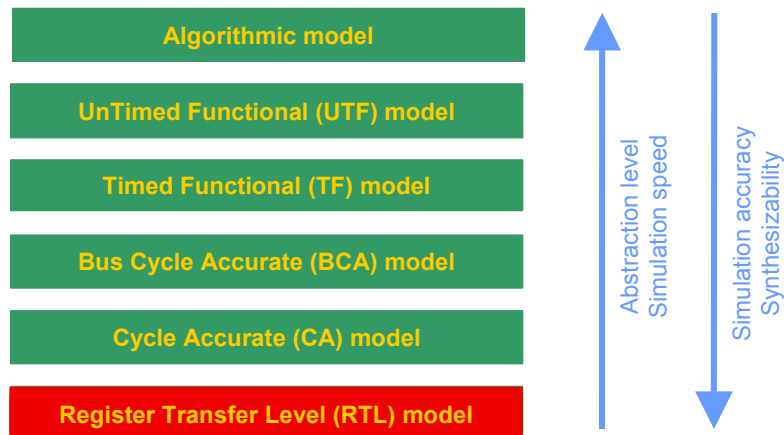 Algorithmic model
UnTimed Functional (UTF) model
Timed Functional (TF) model
Bus Cycle Accurate (BCA) model
Cycle Accurate (CA) model
Register Transfer Level (RTL) model
Abstraction level
Simulation speed
Simulation accuracy
Synthesizability